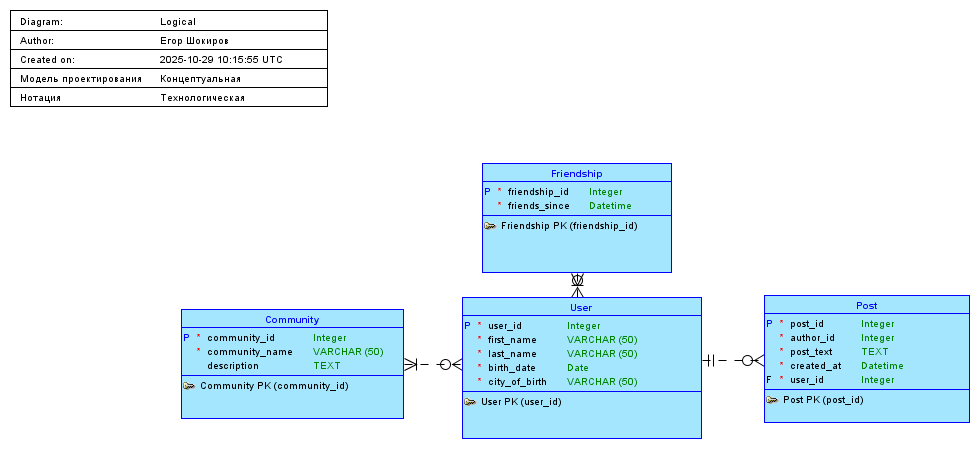 Diagram: Logical
Author: Егор Шокиров
Created on: 2025-10-29 10:15:55 UTC
Модель проектирования Концептуальная
Нотация Технологическая
Friendship
P * friendship_id Integer
* friends_since Datetime
Friendship PK (friendship_id)
Community
P * community_id Integer
* community_name VARCHAR (50)
description TEXT
Community PK (community_id)
User
P * user_id Integer
* first_name VARCHAR (50)
* last_name VARCHAR (50)
* birth_date Date
* city_of_birth VARCHAR (50)
User PK (user_id)
Post
P * post_id Integer
* author_id Integer
* post_text TEXT
* created_at Datetime
F * user_id Integer
Post PK (post_id)